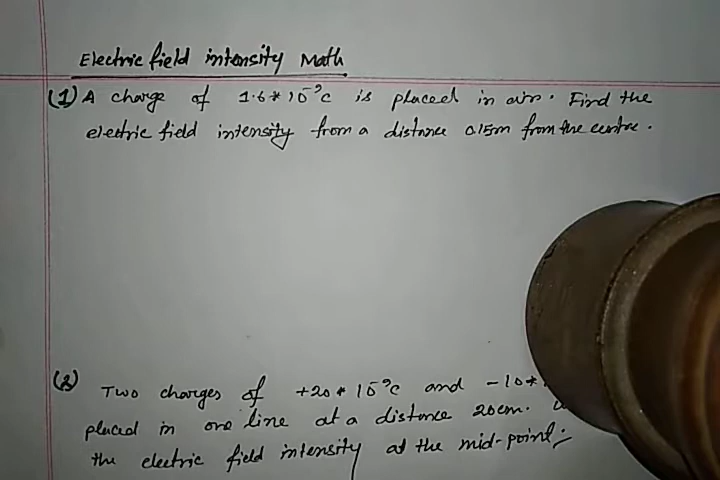 Electric field intensity Math
(1) A charge of 1.6*10⁻⁹c is placed in air. Find the
electric field intensity from a distance 0.15m from the centre.
(2) Two charges of +20*10⁻⁹c and -10*
placed in one line at a distance 20cm.
the electric field intensity at the mid-point:-